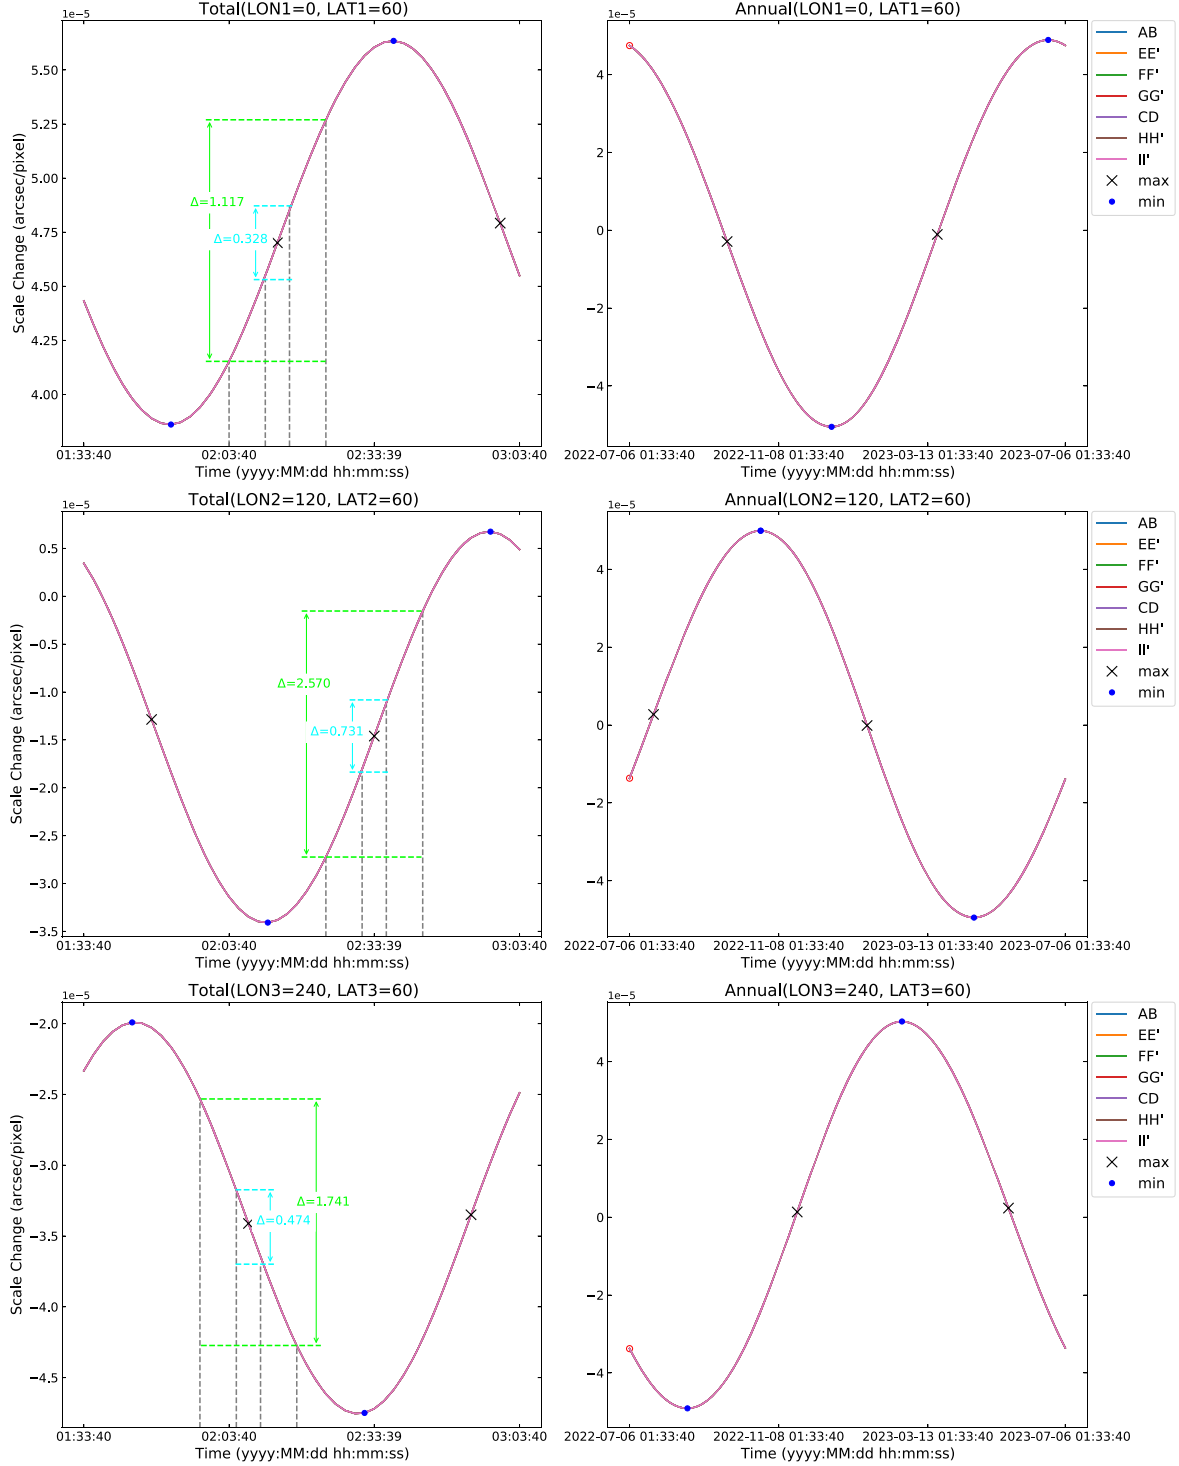 Total(LON1=0, LAT1=60)
1e−5
Scale Change (arcsec/pixel)
5.50
5.25
5.00
4.75
4.50
4.25
4.00
Δ=1.117
Δ=0.328
01:33:40
02:03:40
02:33:39
03:03:40
Time (yyyy:MM:dd hh:mm:ss)
Annual(LON1=0, LAT1=60)
1e−5
4
2
0
−2
−4
2022-07-06 01:33:40
2022-11-08 01:33:40
2023-03-13 01:33:40
2023-07-06 01:33:40
Time (yyyy:MM:dd hh:mm:ss)
AB
EE'
FF'
GG'
CD
HH'
II'
max
min
Total(LON2=120, LAT2=60)
1e−5
Scale Change (arcsec/pixel)
0.5
0.0
−0.5
−1.0
−1.5
−2.0
−2.5
−3.0
−3.5
Δ=2.570
Δ=0.731
01:33:40
02:03:40
02:33:39
03:03:40
Time (yyyy:MM:dd hh:mm:ss)
Annual(LON2=120, LAT2=60)
1e−5
4
2
0
−2
−4
2022-07-06 01:33:40
2022-11-08 01:33:40
2023-03-13 01:33:40
2023-07-06 01:33:40
Time (yyyy:MM:dd hh:mm:ss)
AB
EE'
FF'
GG'
CD
HH'
II'
max
min
Total(LON3=240, LAT3=60)
1e−5
Scale Change (arcsec/pixel)
−2.0
−2.5
−3.0
−3.5
−4.0
−4.5
Δ=1.741
Δ=0.474
01:33:40
02:03:40
02:33:39
03:03:40
Time (yyyy:MM:dd hh:mm:ss)
Annual(LON3=240, LAT3=60)
1e−5
4
2
0
−2
−4
2022-07-06 01:33:40
2022-11-08 01:33:40
2023-03-13 01:33:40
2023-07-06 01:33:40
Time (yyyy:MM:dd hh:mm:ss)
AB
EE'
FF'
GG'
CD
HH'
II'
max
min